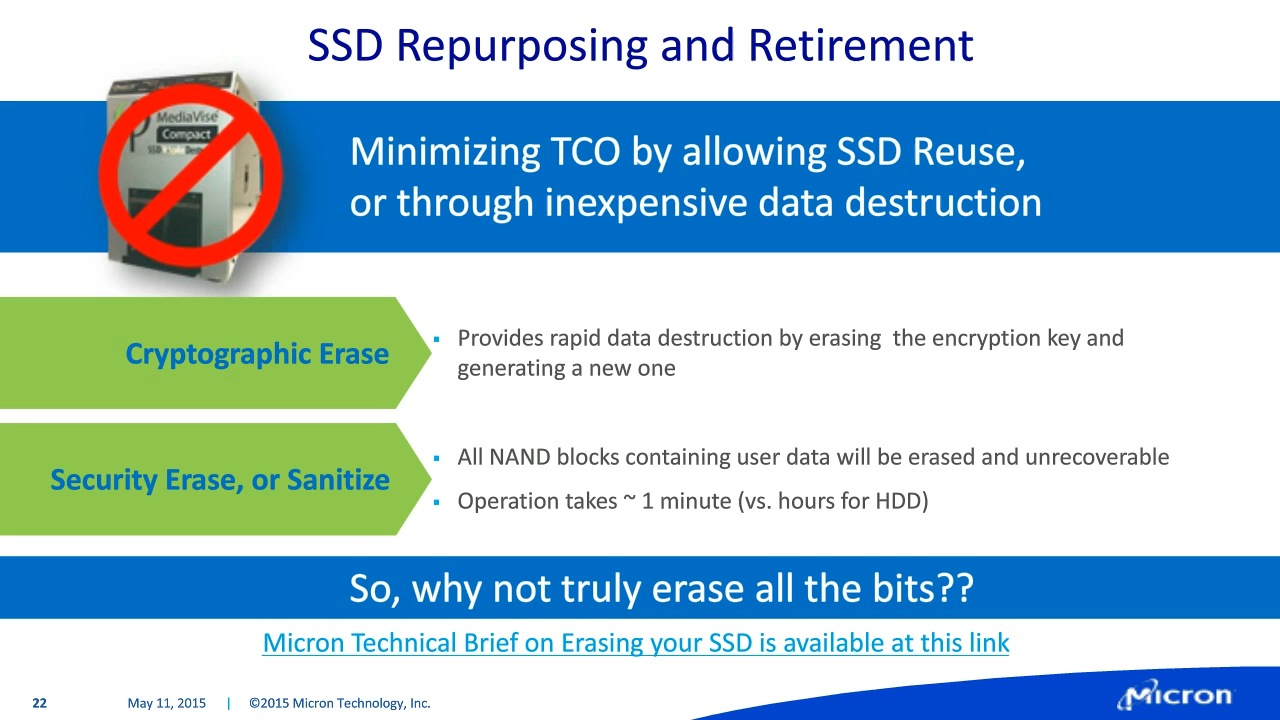 SSD Repurposing and Retirement
MediaVise
Compact
Minimizing TCO by allowing SSD Reuse,
or through inexpensive data destruction
Cryptographic Erase
▪ Provides rapid data destruction by erasing  the encryption key and
generating a new one
Security Erase, or Sanitize
▪ All NAND blocks containing user data will be erased and unrecoverable
▪ Operation takes ~ 1 minute (vs. hours for HDD)
So, why not truly erase all the bits??
Micron Technical Brief on Erasing your SSD is available at this link
22 May 11, 2015 | ©2015 Micron Technology, Inc.
Micron